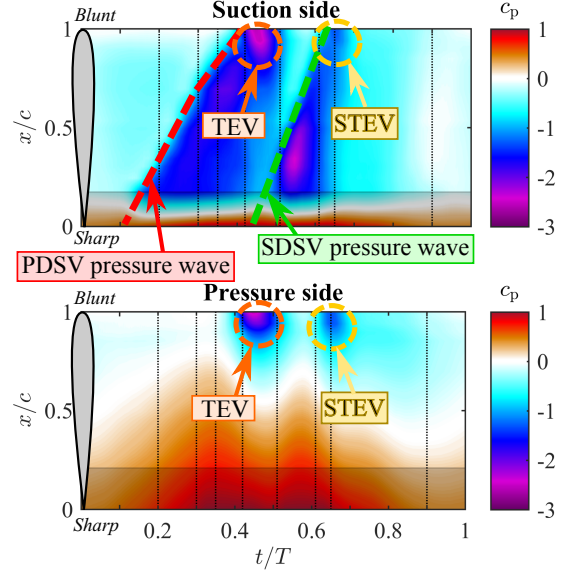 Blunt
Suction side
c_p
x/c
1
0.5
0
TEV
STEV
1
0
-1
-2
-3
Sharp
PDSV pressure wave
SDSV pressure wave
Blunt
Pressure side
c_p
x/c
1
0.5
0
TEV
STEV
1
0
-1
-2
-3
Sharp
0.2
0.4
0.6
0.8
1
t/T